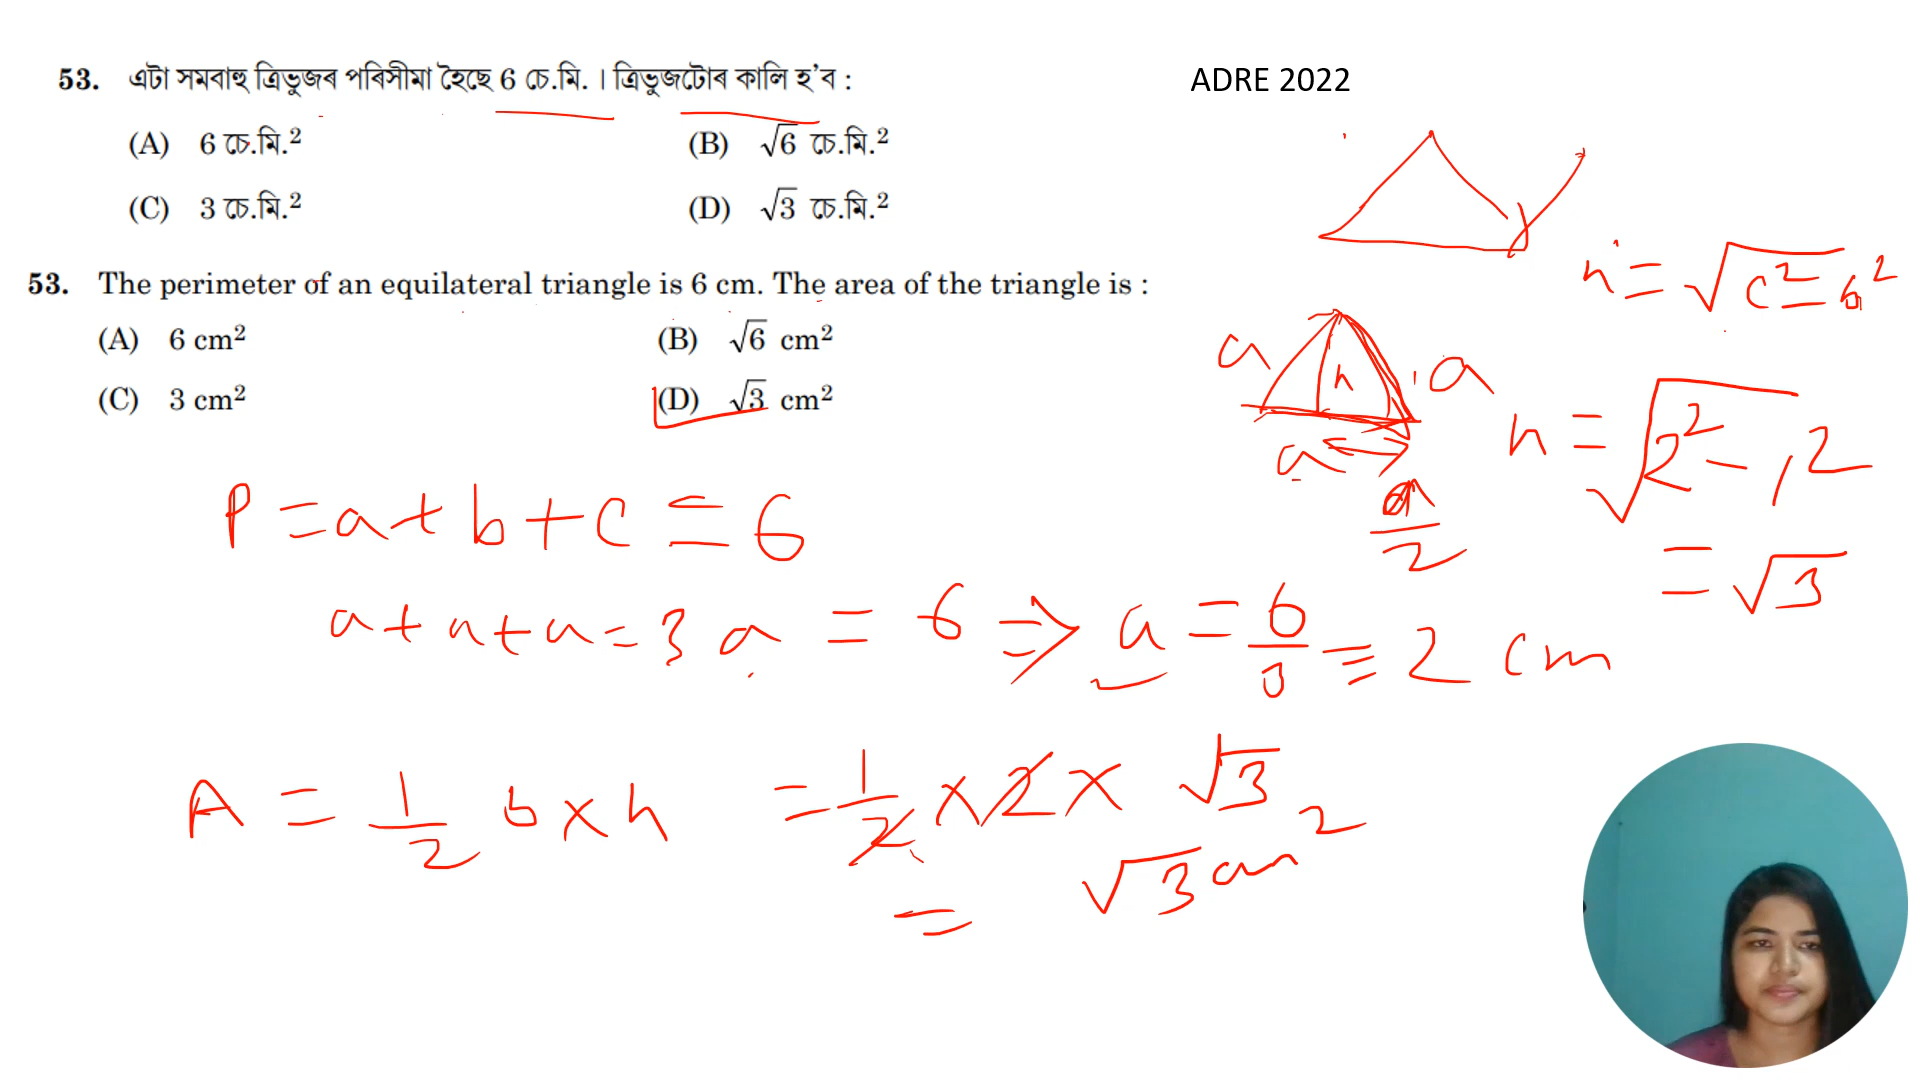 53. এটা সমবাহু ত্ৰিভুজৰ পৰিসীমা হৈছে 6 চে.মি. । ত্ৰিভুজটোৰ কালি হ’ব :
ADRE 2022
(A) 6 চে.মি.² (B) √6 চে.মি.²
(C) 3 চে.মি.² (D) √3 চে.মি.²
53. The perimeter of an equilateral triangle is 6 cm. The area of the triangle is :
(A) 6 cm² (B) √6 cm²
(C) 3 cm² (D) √3 cm²
h = √c² - b²
a h a
a
a/2
h = √2² - 1²
= √3
P = a + b + c = 6
a + a + a = 3a = 6 ⇒ a = 6/3 = 2 cm
A = 1/2 b × h = 1/2 × 2 × √3
= √3 cm²